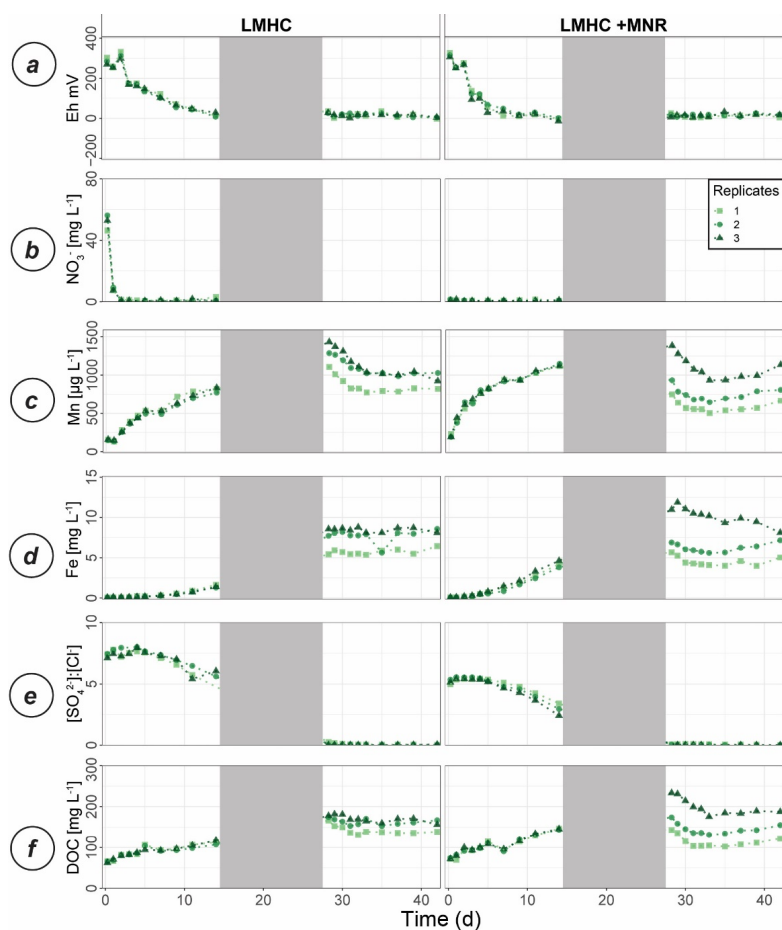 LMHC LMHC +MNR
a
Eh mV
400
200
0
−200
b
NO₃⁻ [mg L⁻¹]
80
40
0
Replicates
1
2
3
c
Mn [µg L⁻¹]
1500
1000
500
0
d
Fe [mg L⁻¹]
15
10
5
0
e
[SO₄²⁻]:[Cl⁻]
10
5
0
f
DOC [mg L⁻¹]
300
200
100
0
0 10 20 30 40 0 10 20 30 40
Time (d)